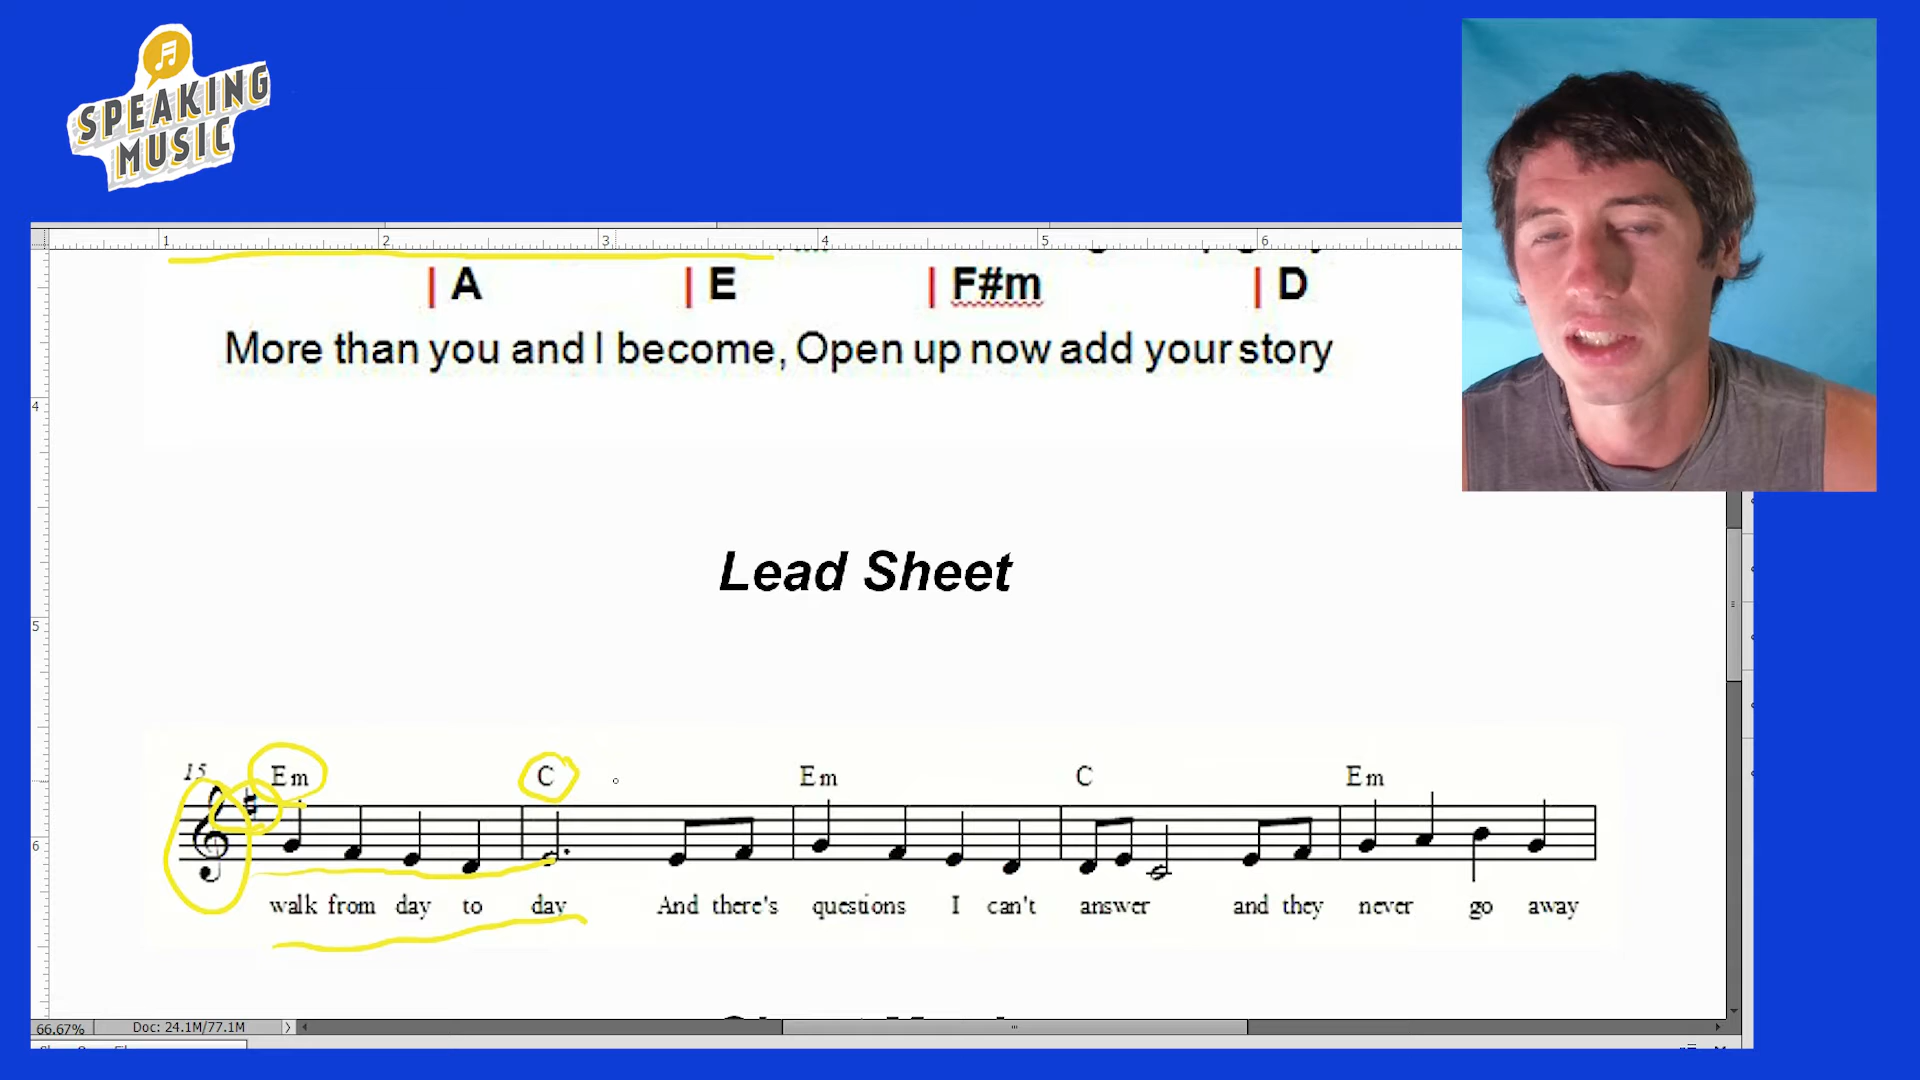 SPEAKING
MUSIC
1 2 3 4 5 6
| A | E | F#m | D
More than you and I become, Open up now add your story
4
Lead Sheet
5
15 Em C Em C Em
6
walk from day to day And there's questions I can't answer and they never go away
66.67% Doc: 24.1M/77.1M